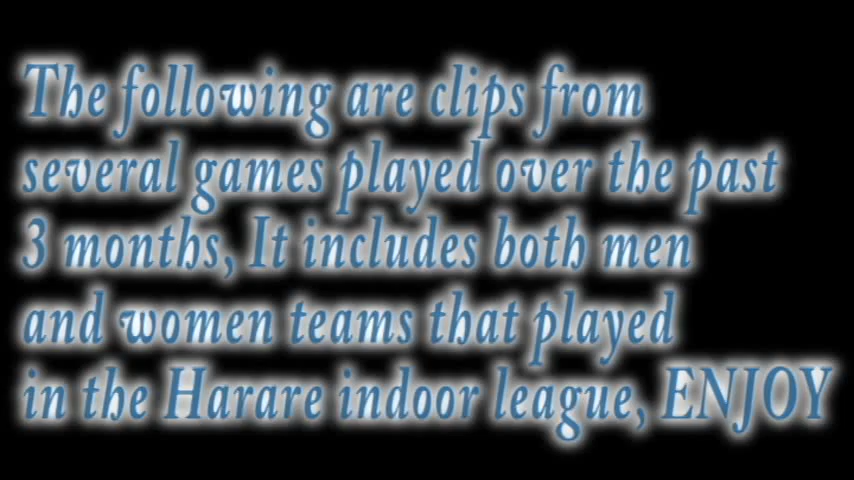 The following are clips from
several games played over the past
3 months, It includes both men
and women teams that played
in the Harare indoor league, ENJOY